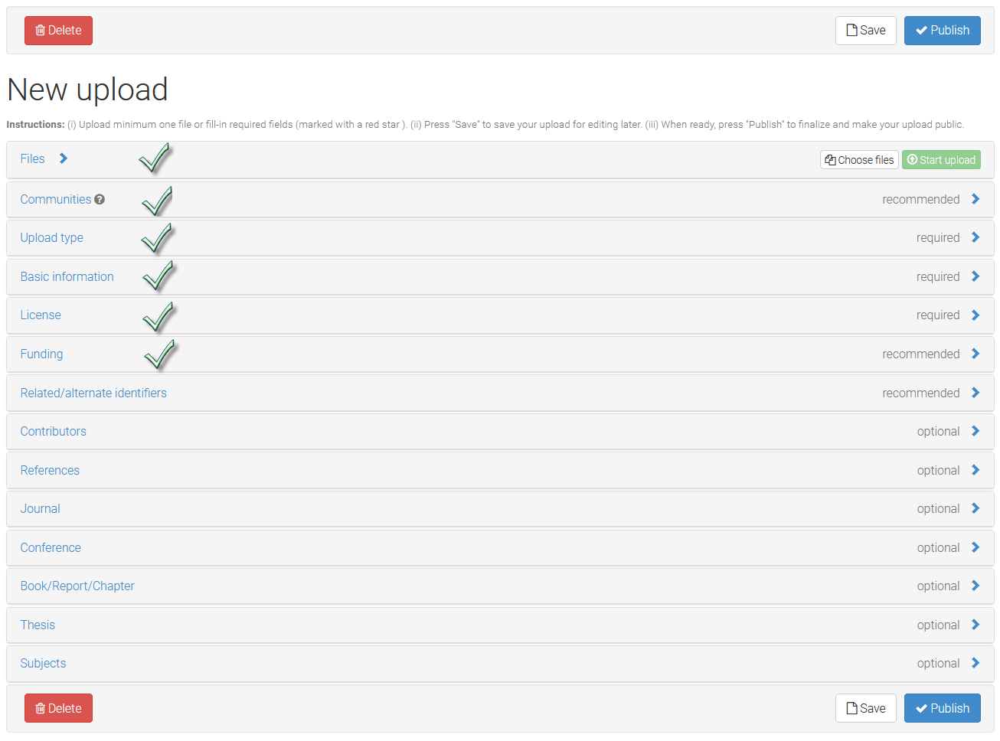 Delete Save Publish
New upload
Instructions: (i) Upload minimum one file or fill-in required fields (marked with a red star ). (ii) Press "Save" to save your upload for editing later. (iii) When ready, press "Publish" to finalize and make your upload public.
Files Choose files Start upload
Communities ? recommended
Upload type required
Basic information required
License required
Funding recommended
Related/alternate identifiers recommended
Contributors optional
References optional
Journal optional
Conference optional
Book/Report/Chapter optional
Thesis optional
Subjects optional
Delete Save Publish